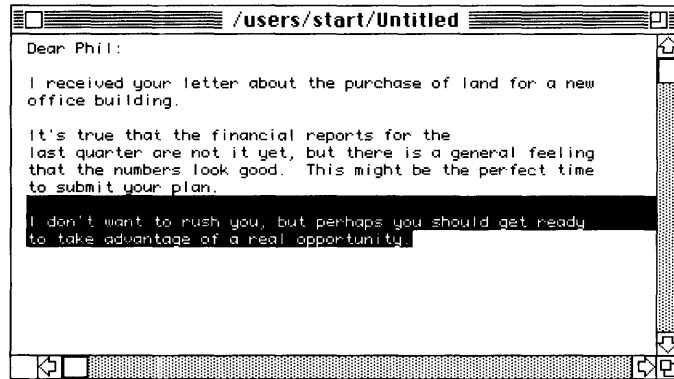 /users/start/Untitled
Dear Phil:
I received your letter about the purchase of land for a new
office building.
It's true that the financial reports for the
last quarter are not it yet, but there is a general feeling
that the numbers look good.  This might be the perfect time
to submit your plan.
I don't want to rush you, but perhaps you should get ready
to take advantage of a real opportunity.